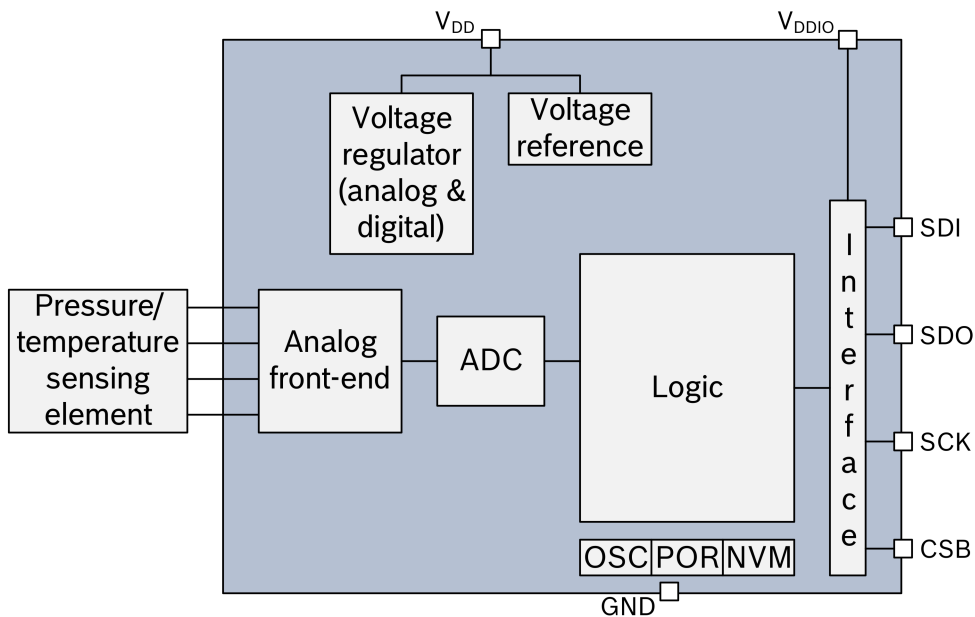 VDD
VDDIO
Voltage
regulator
(analog &
digital)
Voltage
reference
Pressure/
temperature
sensing
element
Analog
front-end
ADC
Logic
Interface
SDI
SDO
SCK
CSB
OSC POR NVM
GND